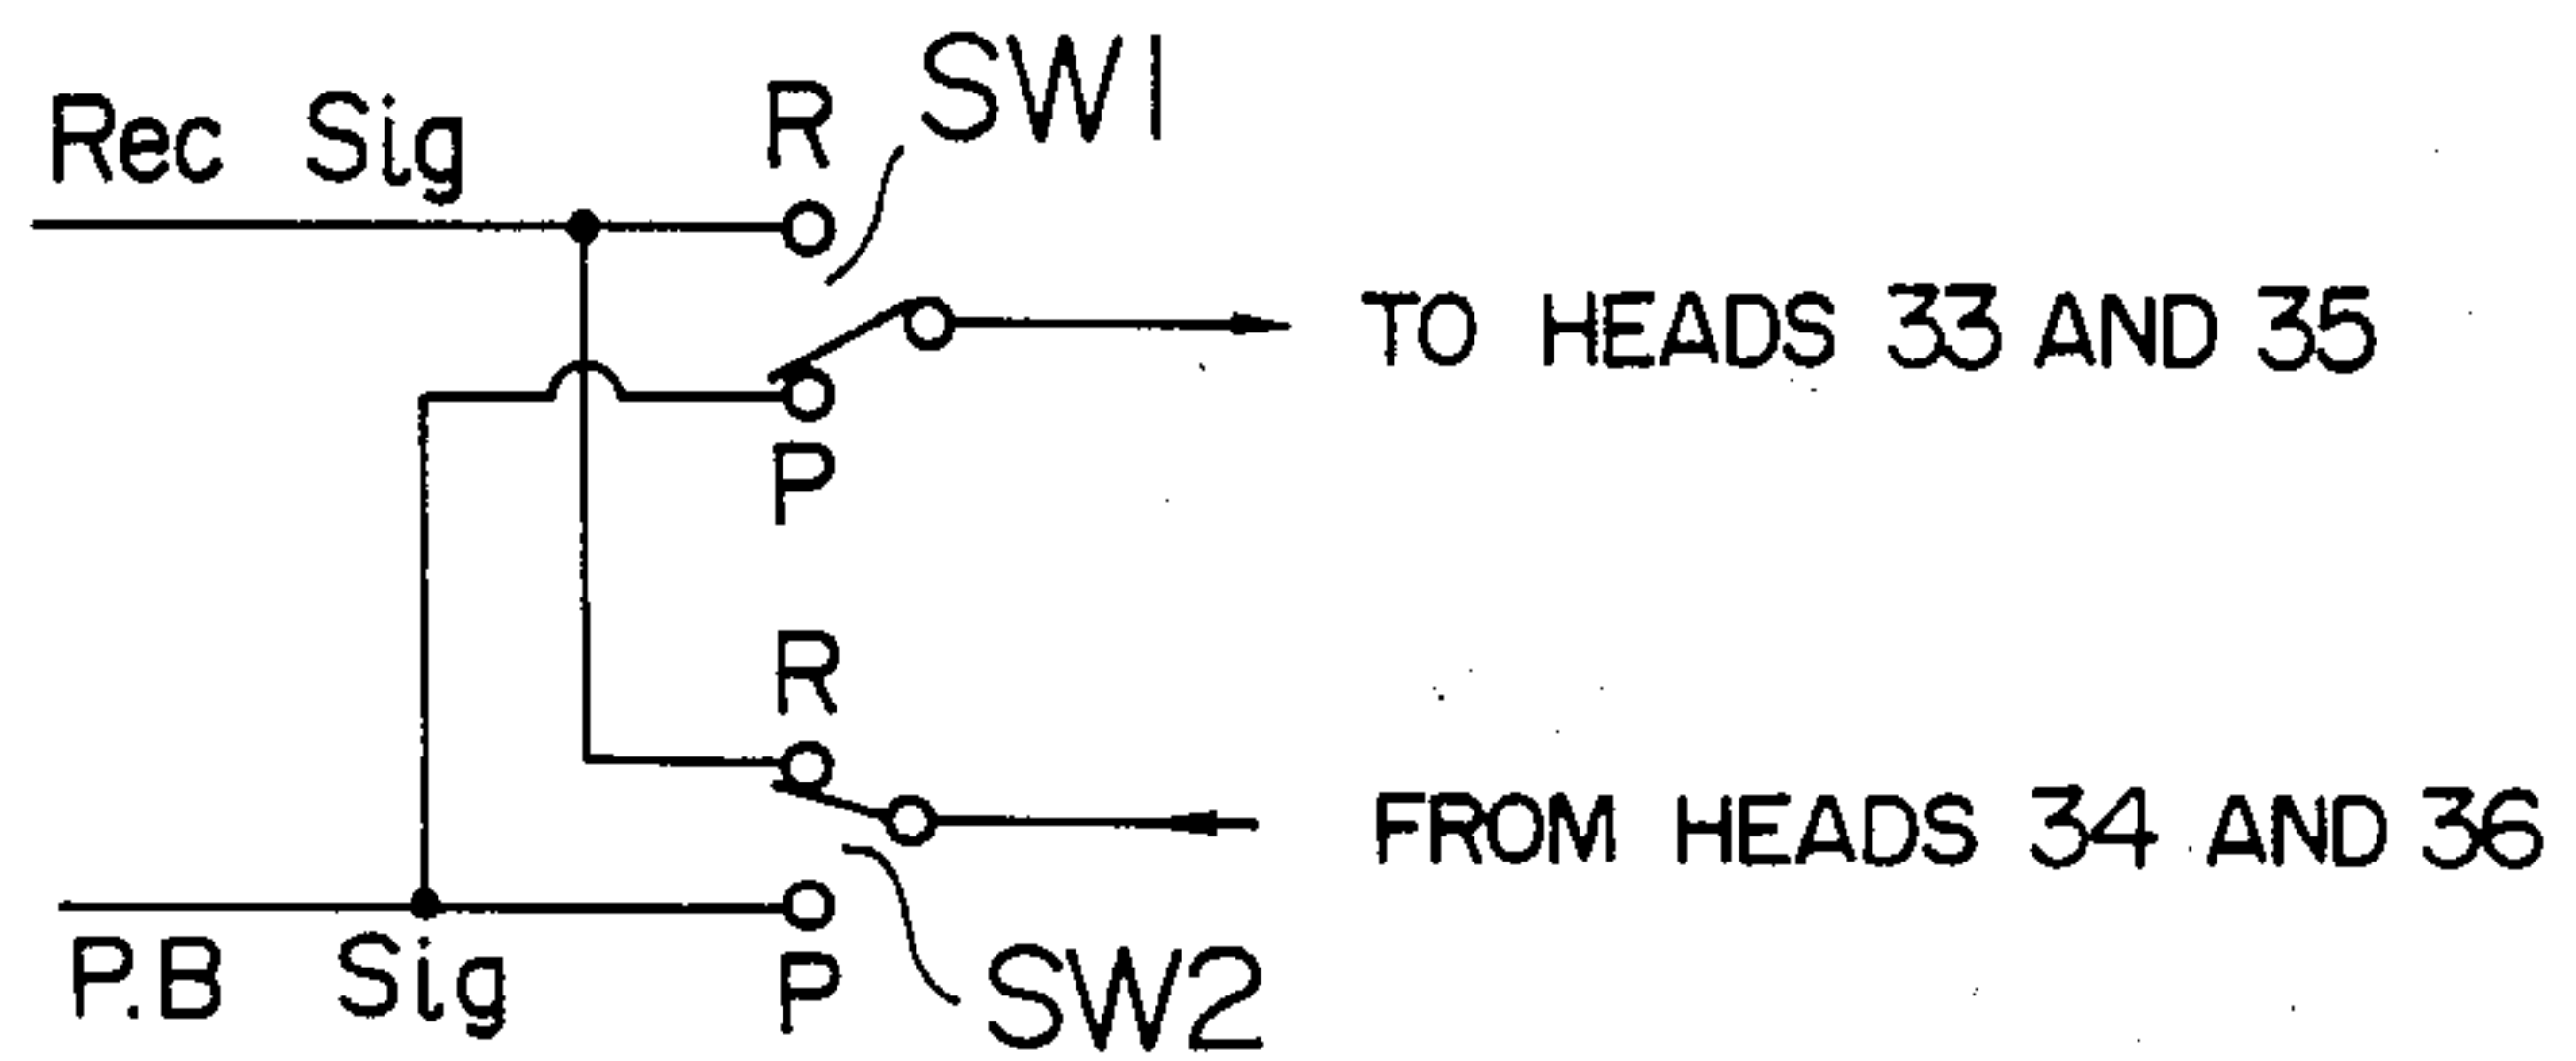 SW1
Rec Sig
R
TO HEADS 33 AND 35
P
R
FROM HEADS 34 AND 36
P.B Sig
P
SW2